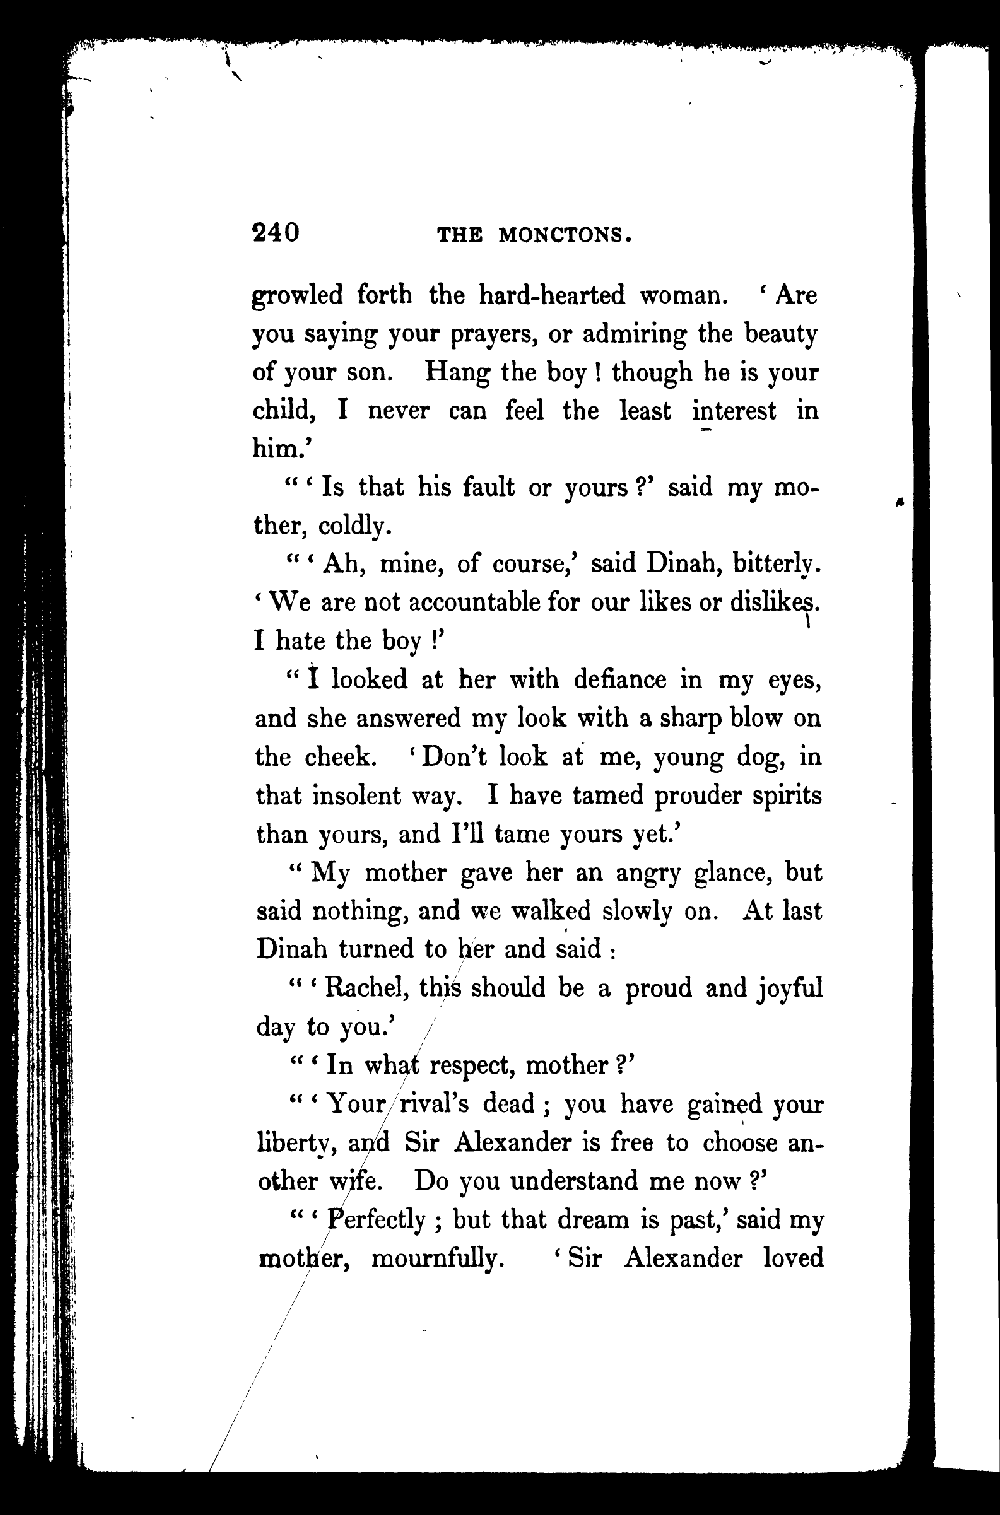 240 THE MONCTONS.
growled forth the hard-hearted woman. ‘ Are
you saying your prayers, or admiring the beauty
of your son. Hang the boy ! though he is your
child, I never can feel the least interest in
him.’
“ ‘ Is that his fault or yours ?’ said my mo-
ther, coldly.
“ ‘ Ah, mine, of course,’ said Dinah, bitterly.
‘ We are not accountable for our likes or dislikes.
I hate the boy !’
“ I looked at her with defiance in my eyes,
and she answered my look with a sharp blow on
the cheek. ‘ Don’t look at me, young dog, in
that insolent way. I have tamed prouder spirits
than yours, and I’ll tame yours yet.’
“ My mother gave her an angry glance, but
said nothing, and we walked slowly on. At last
Dinah turned to her and said :
“ ‘ Rachel, this should be a proud and joyful
day to you.’
“ ‘ In what respect, mother ?’
“ ‘ Your rival’s dead ; you have gained your
liberty, and Sir Alexander is free to choose an-
other wife. Do you understand me now ?’
“ ‘ Perfectly ; but that dream is past,’ said my
mother, mournfully. ‘ Sir Alexander loved